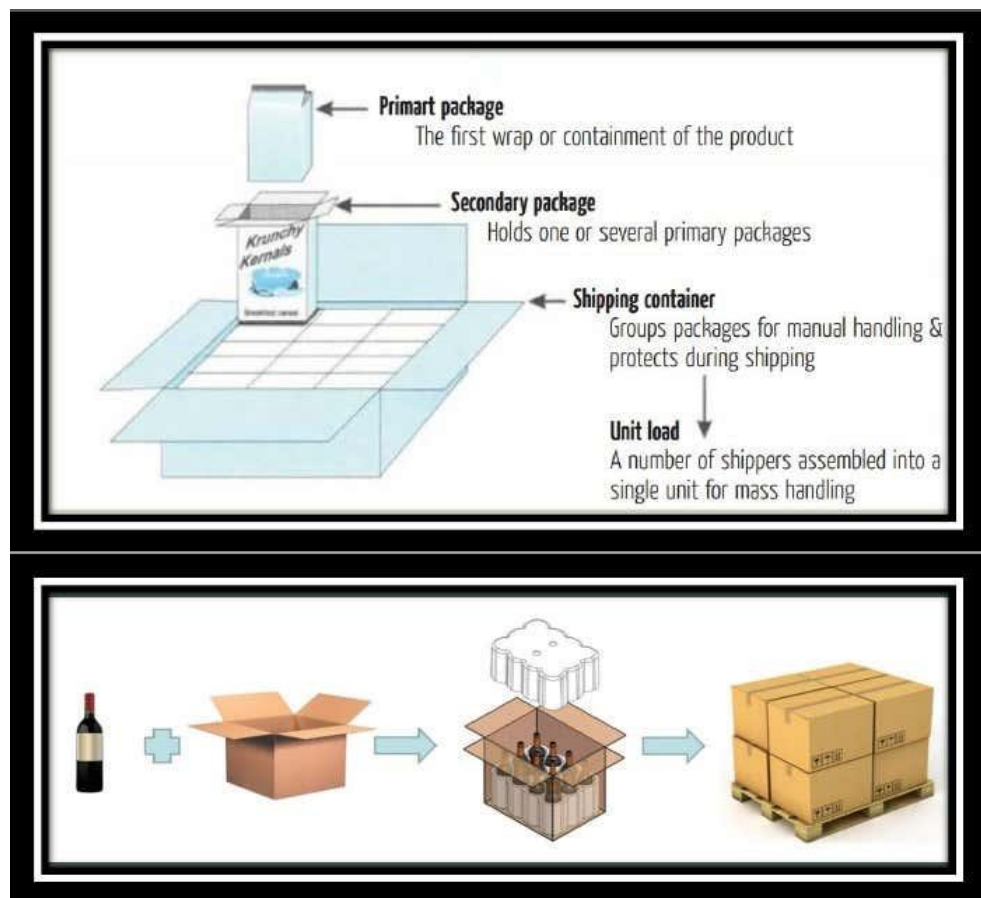 Primart package
The first wrap or containment of the product
Secondary package
Holds one or several primary packages
Krunchy
Kernals
breakfast cereal
Shipping container
Groups packages for manual handling &
protects during shipping
Unit load
A number of shippers assembled into a
single unit for mass handling